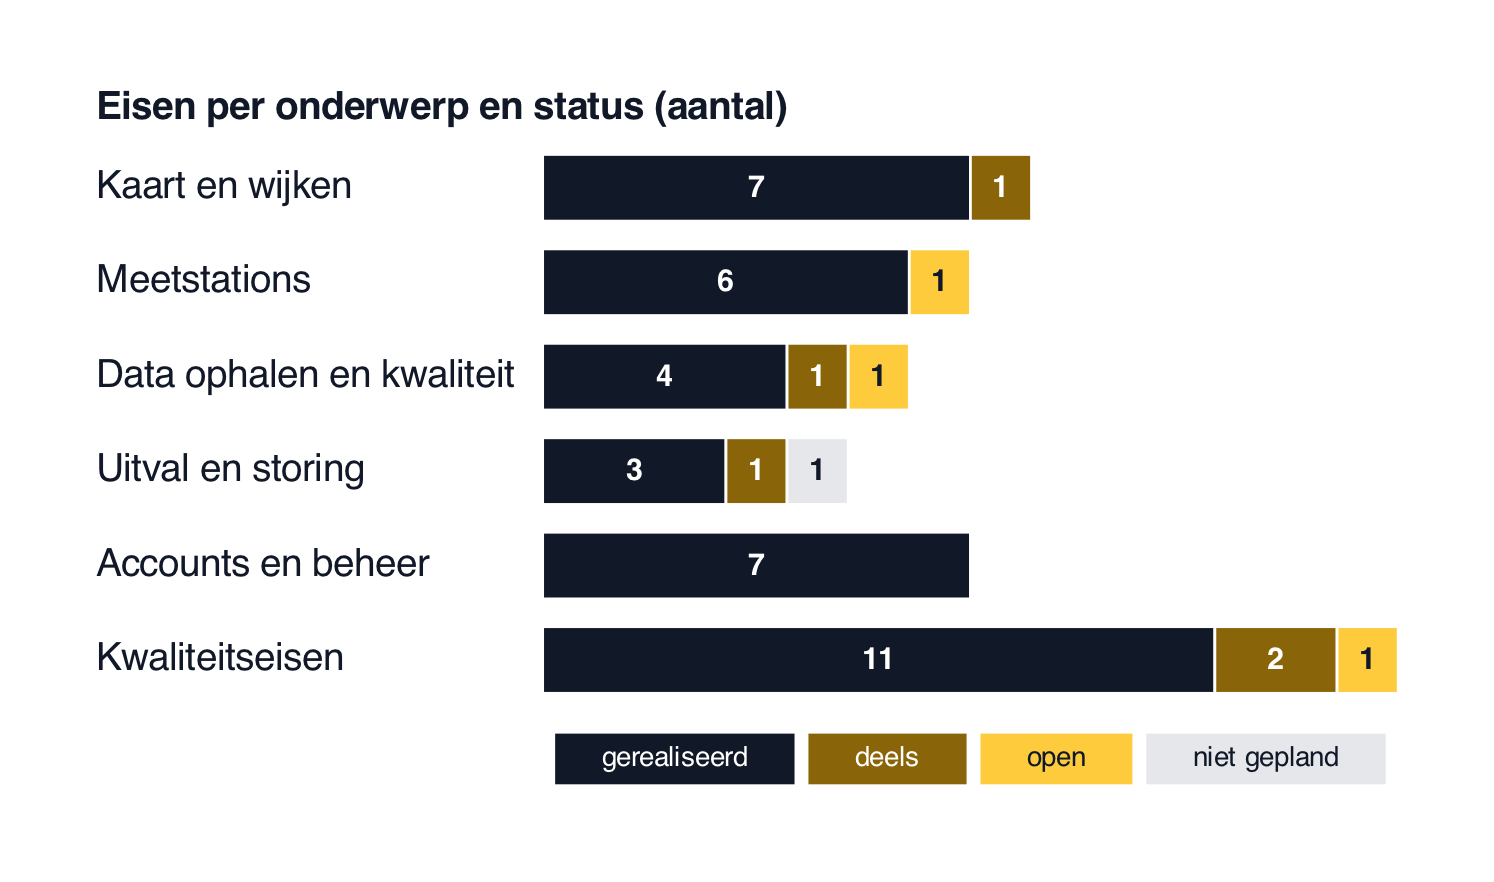 Eisen per onderwerp en status (aantal)
Kaart en wijken 7 1
Meetstations 6 1
Data ophalen en kwaliteit 4 1 1
Uitval en storing 3 1 1
Accounts en beheer 7
Kwaliteitseisen 11 2 1
gerealiseerd deels open niet gepland